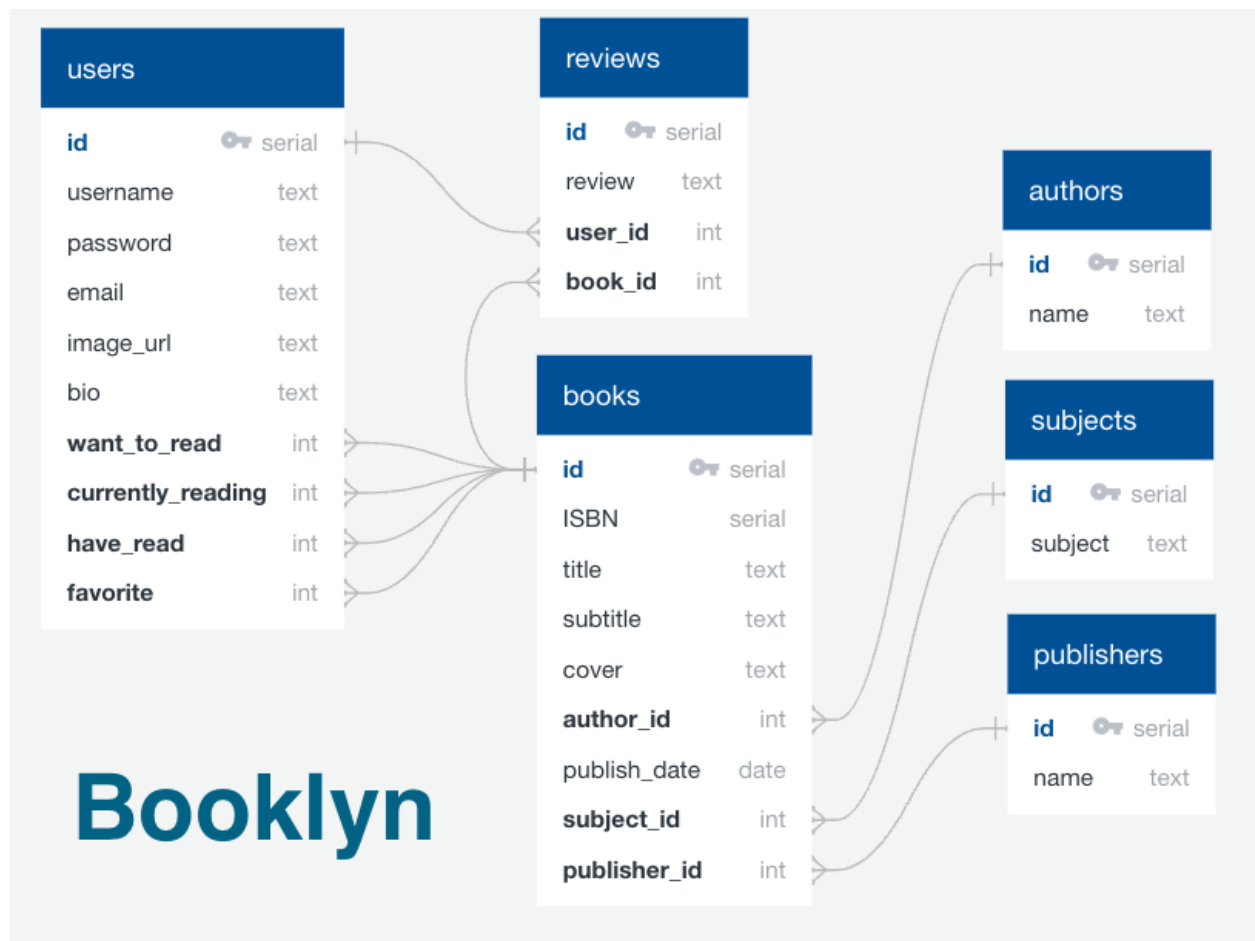 users
id serial
username text
password text
email text
image_url text
bio text
want_to_read int
currently_reading int
have_read int
favorite int
reviews
id serial
review text
user_id int
book_id int
books
id serial
ISBN serial
title text
subtitle text
cover text
author_id int
publish_date date
subject_id int
publisher_id int
authors
id serial
name text
subjects
id serial
subject text
publishers
id serial
name text
Booklyn